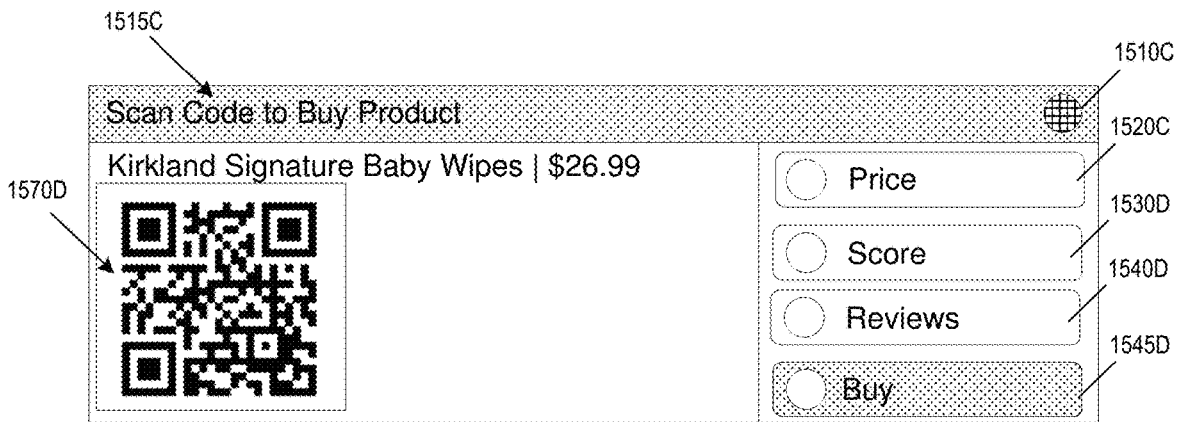 1515C
1510C
Scan Code to Buy Product
1520C
Kirkland Signature Baby Wipes | $26.99
Price
1570D
1530D
Score
1540D
Reviews
1545D
Buy